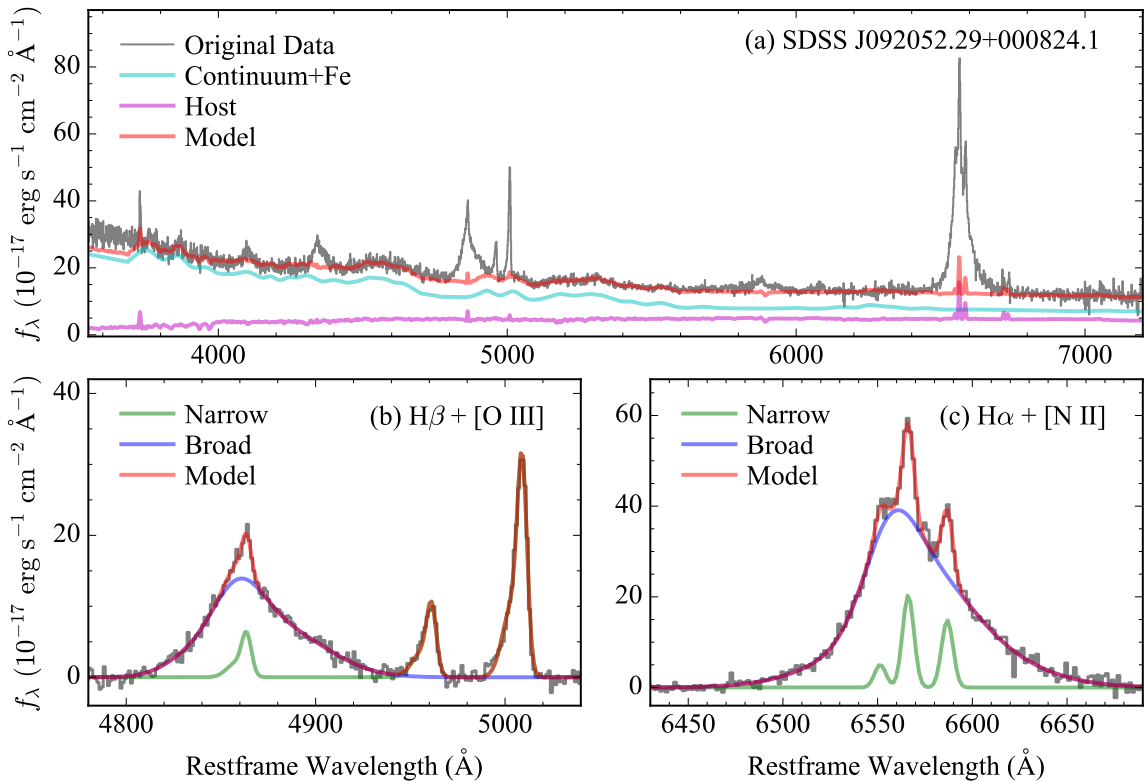 (a) SDSS J092052.29+000824.1
Original Data
Continuum+Fe
Host
Model
f_λ (10⁻¹⁷ erg s⁻¹ cm⁻² Å⁻¹)
80
60
40
20
0
4000 5000 6000 7000
(b) Hβ + [O III]
Narrow
Broad
Model
f_λ (10⁻¹⁷ erg s⁻¹ cm⁻² Å⁻¹)
40
20
0
4800 4900 5000
Restframe Wavelength (Å)
(c) Hα + [N II]
Narrow
Broad
Model
60
40
20
0
6450 6500 6550 6600 6650
Restframe Wavelength (Å)